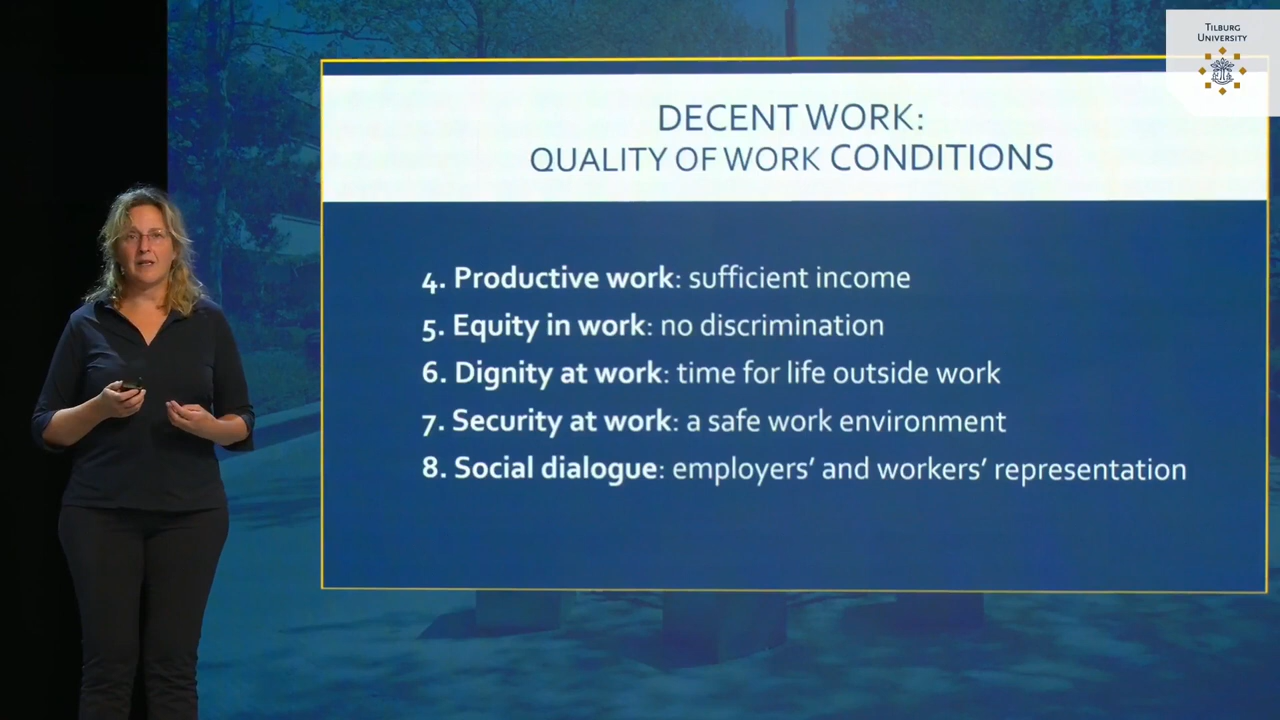 TILBURG
UNIVERSITY
DECENT WORK:
QUALITY OF WORK CONDITIONS
4. Productive work: sufficient income
5. Equity in work: no discrimination
6. Dignity at work: time for life outside work
7. Security at work: a safe work environment
8. Social dialogue: employers’ and workers’ representation